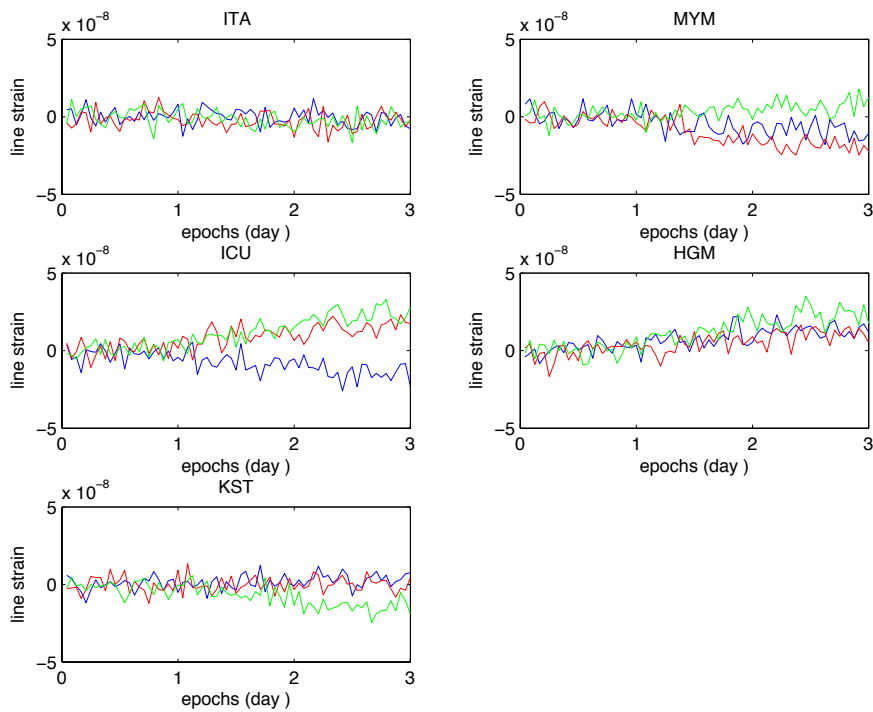 x 10⁻⁸
ITA
5
0
−5
line strain
0 1 2 3
epochs (day )
x 10⁻⁸
MYM
5
0
−5
line strain
0 1 2 3
epochs (day )
x 10⁻⁸
ICU
5
0
−5
line strain
0 1 2 3
epochs (day )
x 10⁻⁸
HGM
5
0
−5
line strain
0 1 2 3
epochs (day )
x 10⁻⁸
KST
5
0
−5
line strain
0 1 2 3
epochs (day )